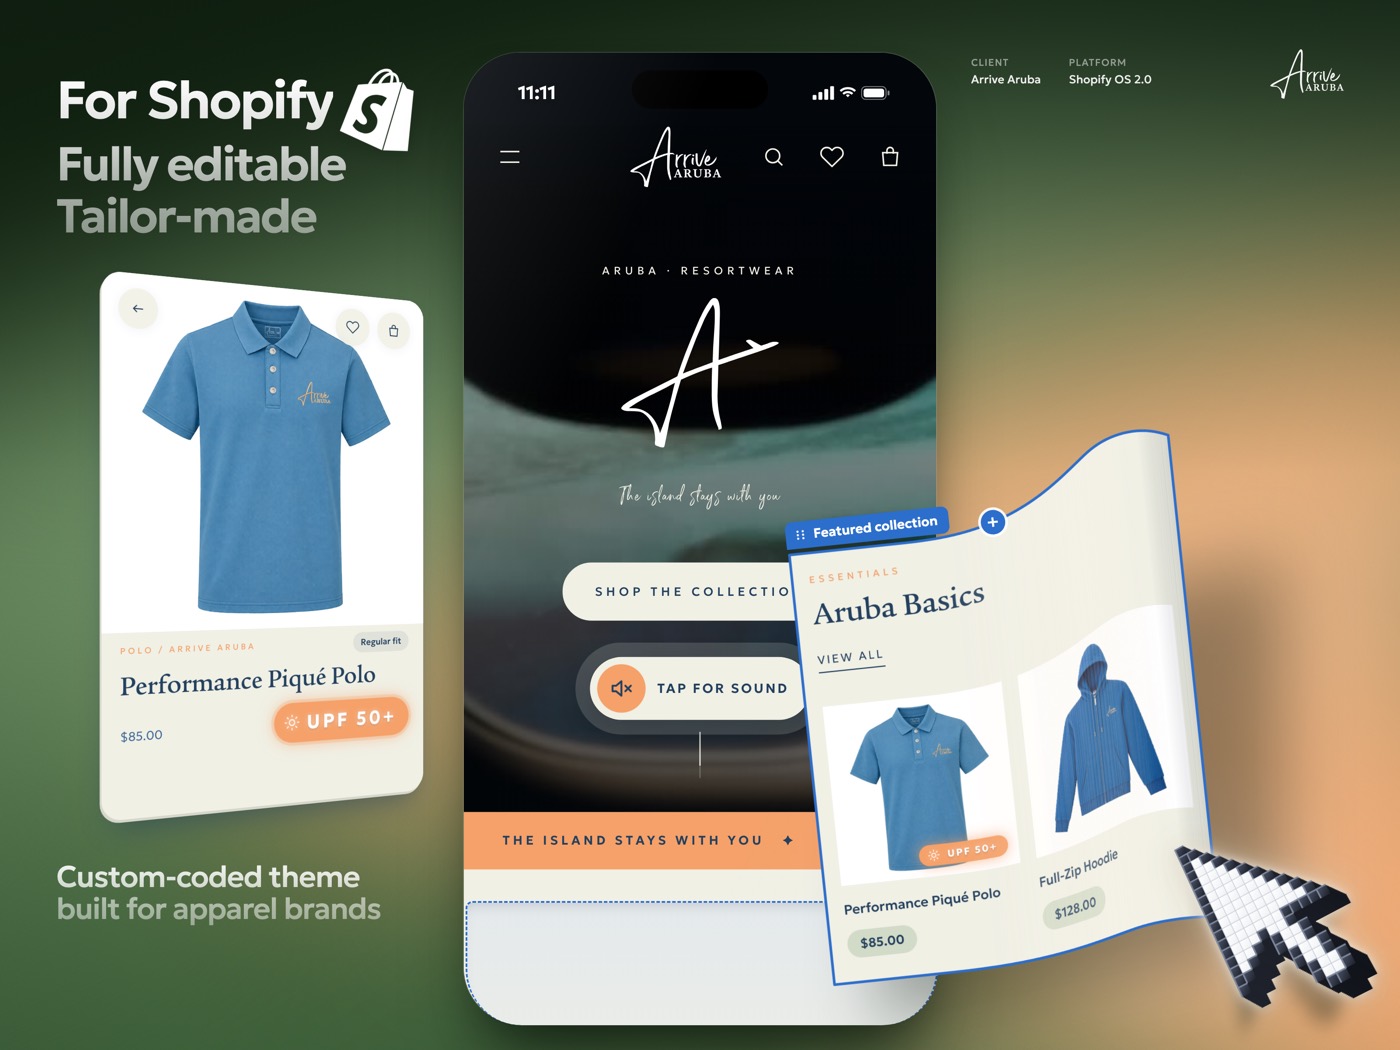 For Shopify
Fully editable
Tailor-made
CLIENT
Arrive Aruba
PLATFORM
Shopify OS 2.0
Arrive
ARUBA
11:11
Arrive
ARUBA
ARUBA · RESORTWEAR
The island stays with you
SHOP THE COLLECTIO
TAP FOR SOUND
THE ISLAND STAYS WITH YOU ✦
Arrive
ARUBA
POLO / ARRIVE ARUBA
Regular fit
Performance Piqué Polo
UPF 50+
$85.00
Custom-coded theme
built for apparel brands
Featured collection
ESSENTIALS
Aruba Basics
VIEW ALL
UPF 50+
Performance Piqué Polo
$85.00
Full-Zip Hoodie
$128.00